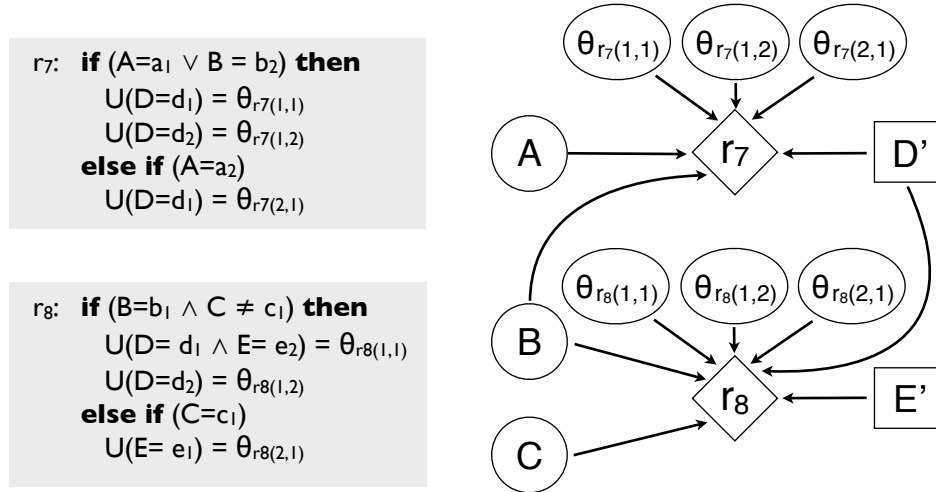 r7: if (A=a1 ∨ B = b2) then
U(D=d1) = θr7(1,1)
U(D=d2) = θr7(1,2)
else if (A=a2)
U(D=d1) = θr7(2,1)
r8: if (B=b1 ∧ C ≠ c1) then
U(D= d1 ∧ E= e2) = θr8(1,1)
U(D=d2) = θr8(1,2)
else if (C=c1)
U(E= e1) = θr8(2,1)
θr7(1,1) θr7(1,2) θr7(2,1)
A r7 D'
θr8(1,1) θr8(1,2) θr8(2,1)
B
r8 E'
C